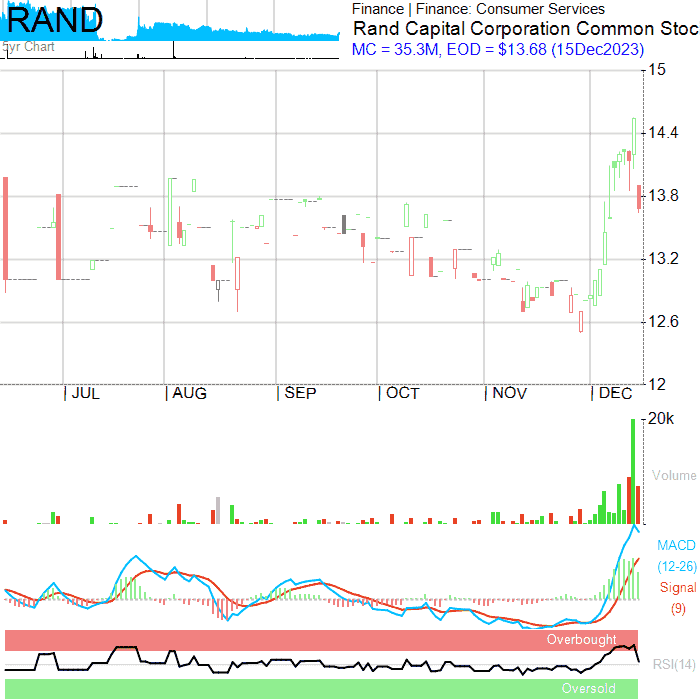 RAND
5yr Chart
Finance | Finance: Consumer Services
Rand Capital Corporation Common Stoc
MC = 35.3M, EOD = $13.68 (15Dec2023)
15
14.4
13.8
13.2
12.6
12
JUL
AUG
SEP
OCT
NOV
DEC
20k
Volume
MACD
(12-26)
Signal
(9)
Overbought
RSI(14)
Oversold